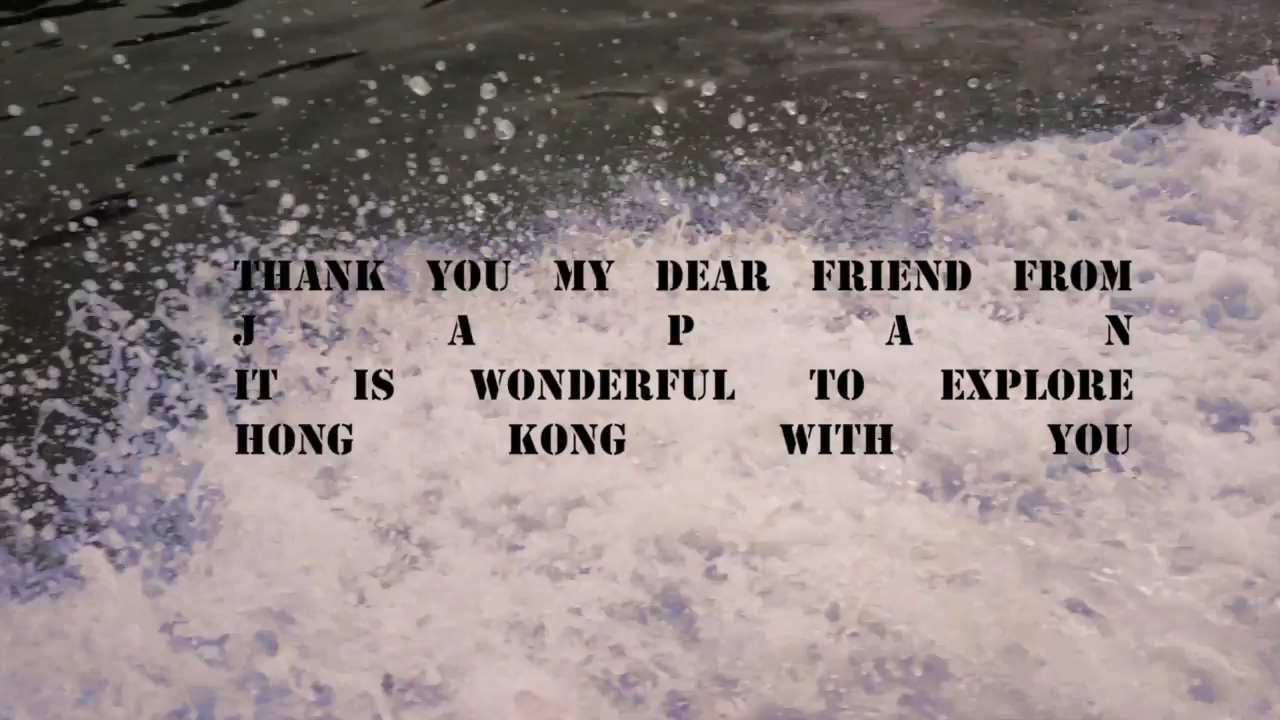 THANK YOU MY DEAR FRIEND FROM
J A P A N
IT IS WONDERFUL TO EXPLORE
HONG KONG WITH YOU